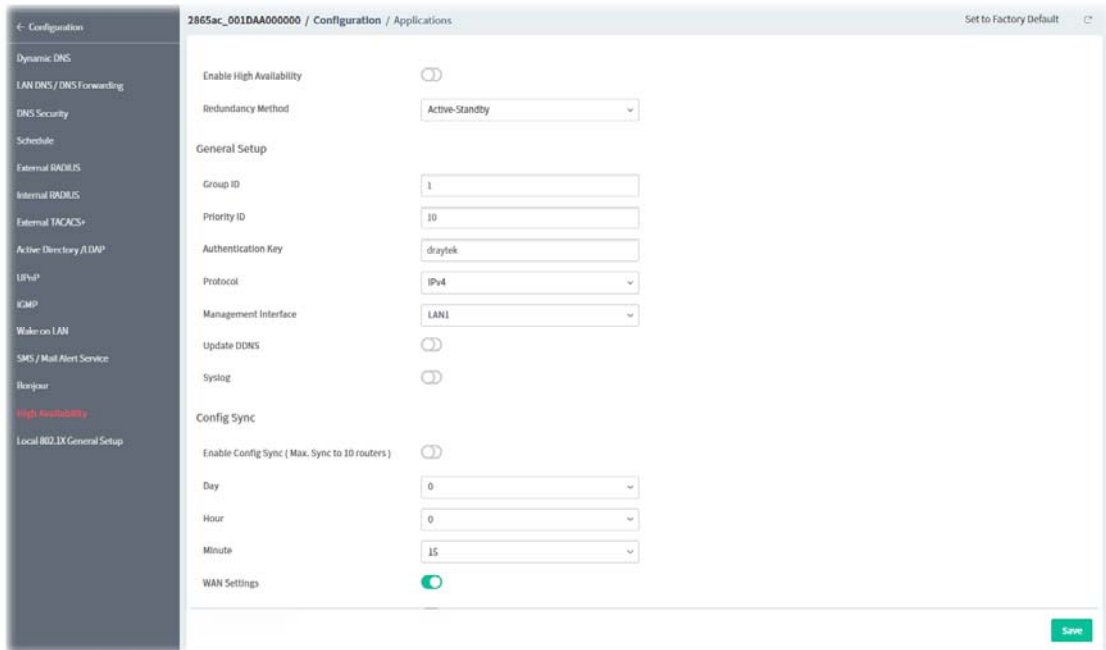 ← Configuration
Dynamic DNS
LAN DNS / DNS Forwarding
DNS Security
Schedule
External RADIUS
Internal RADIUS
External TACACS+
Active Directory /LDAP
UPnP
IGMP
Wake on LAN
SMS / Mail Alert Service
Bonjour
High Availability
Local 802.1X General Setup
2865ac_001DAA000000 / Configuration / Applications
Set to Factory Default
Enable High Availability
Redundancy Method Active-Standby
General Setup
Group ID 1
Priority ID 10
Authentication Key draytek
Protocol IPv4
Management Interface LAN1
Update DDNS
Syslog
Config Sync
Enable Config Sync ( Max. Sync to 10 routers )
Day 0
Hour 0
Minute 15
WAN Settings
Save